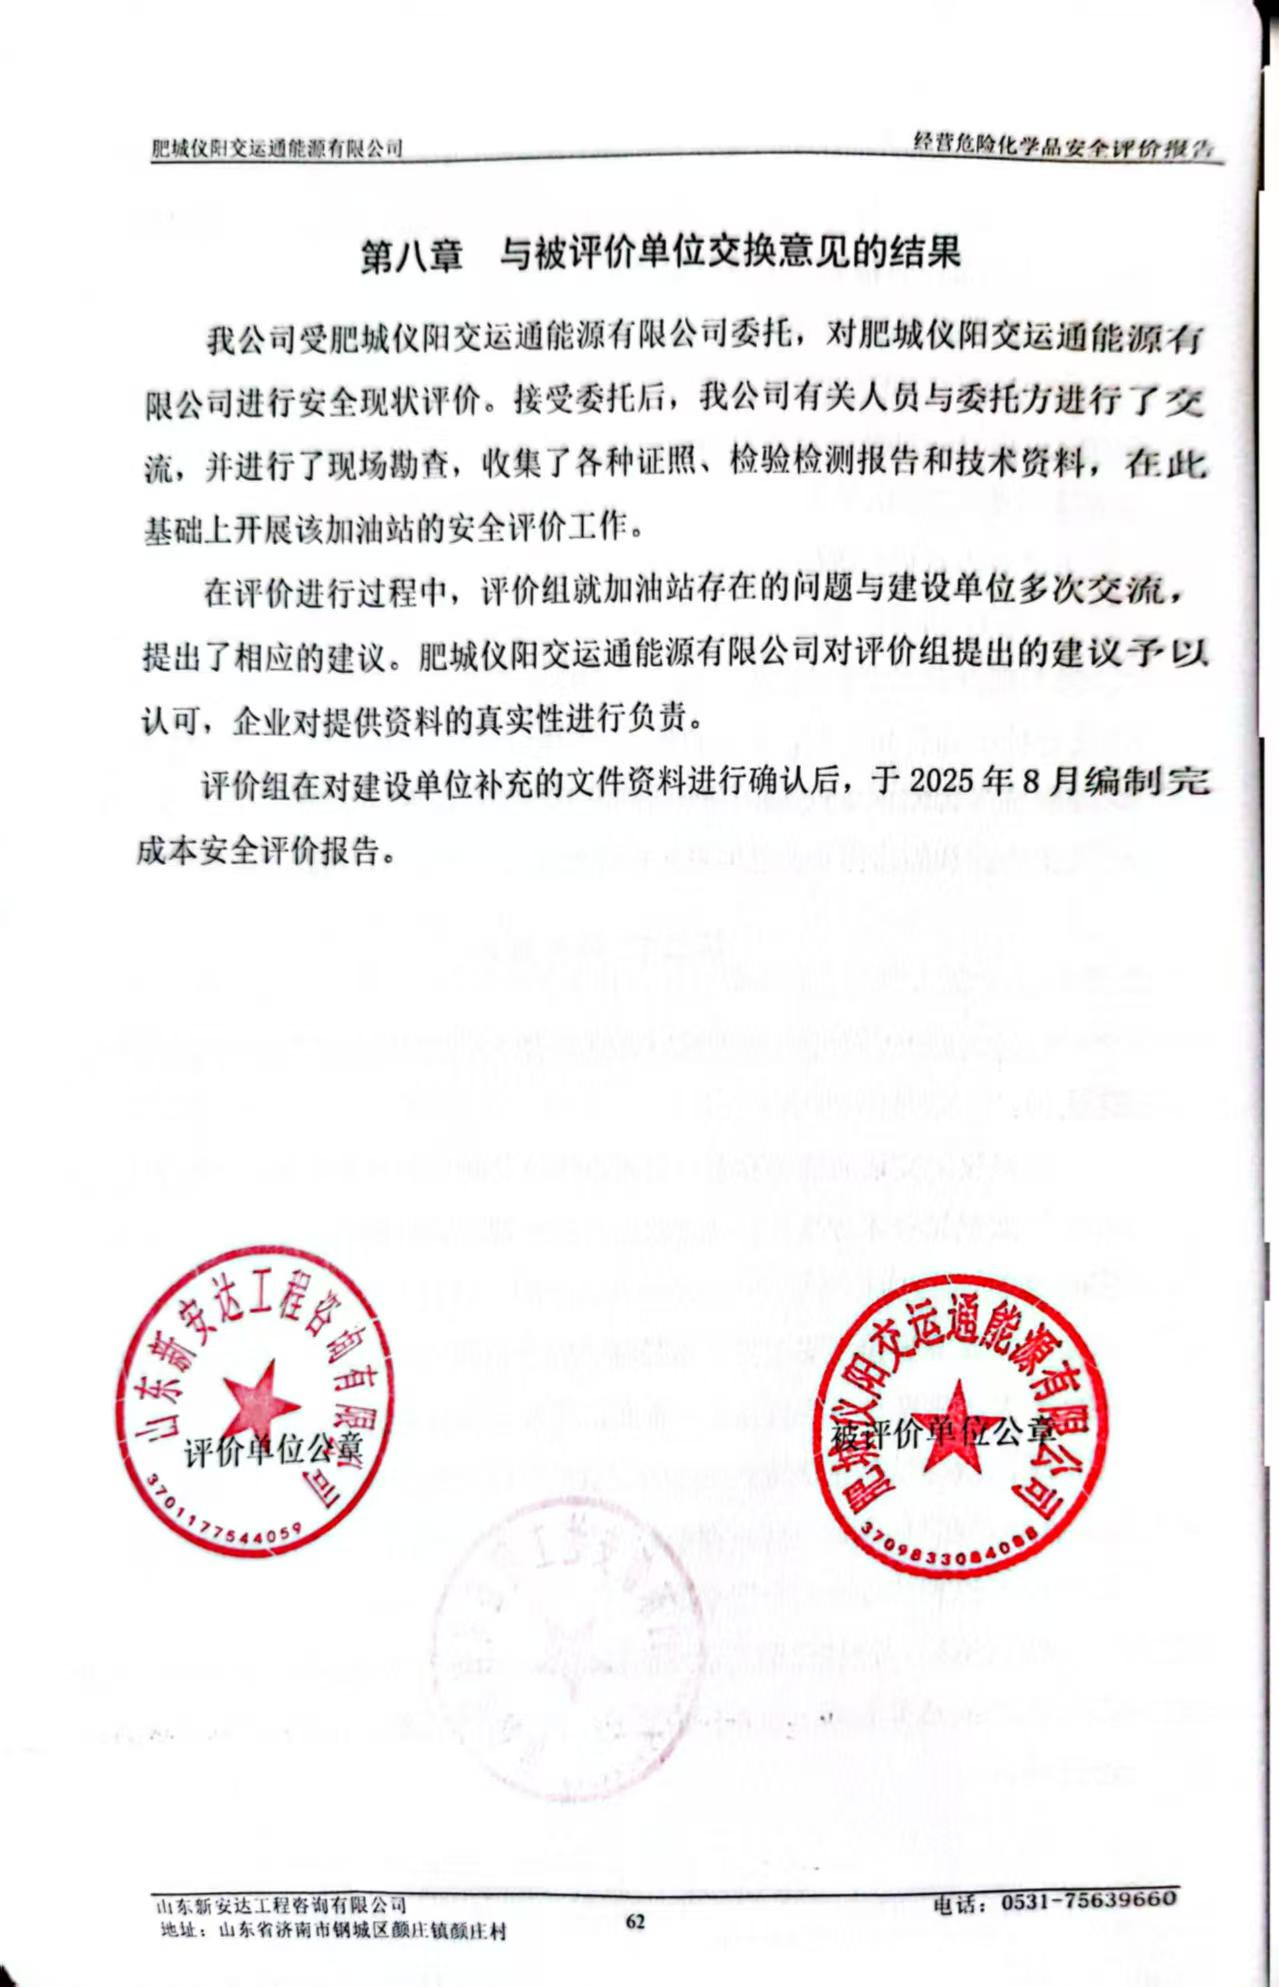 肥城仪阳交运通能源有限公司
经营危险化学品安全评价报告
第八章 与被评价单位交换意见的结果
我公司受肥城仪阳交运通能源有限公司委托，对肥城仪阳交运通能源有
限公司进行安全现状评价。接受委托后，我公司有关人员与委托方进行了交
流，并进行了现场勘查，收集了各种证照、检验检测报告和技术资料，在此
基础上开展该加油站的安全评价工作。
在评价进行过程中，评价组就加油站存在的问题与建设单位多次交流，
提出了相应的建议。肥城仪阳交运通能源有限公司对评价组提出的建议予以
认可，企业对提供资料的真实性进行负责。
评价组在对建设单位补充的文件资料进行确认后，于 2025 年 8 月编制完
成本安全评价报告。
山东新安达工程咨询有限公司
评价单位公章
3701177544059
肥城仪阳交运通能源有限公司
被评价单位公章
3709833084088
山东新安达工程咨询有限公司
地址：山东省济南市钢城区颜庄镇颜庄村
62
电话：0531-75639660